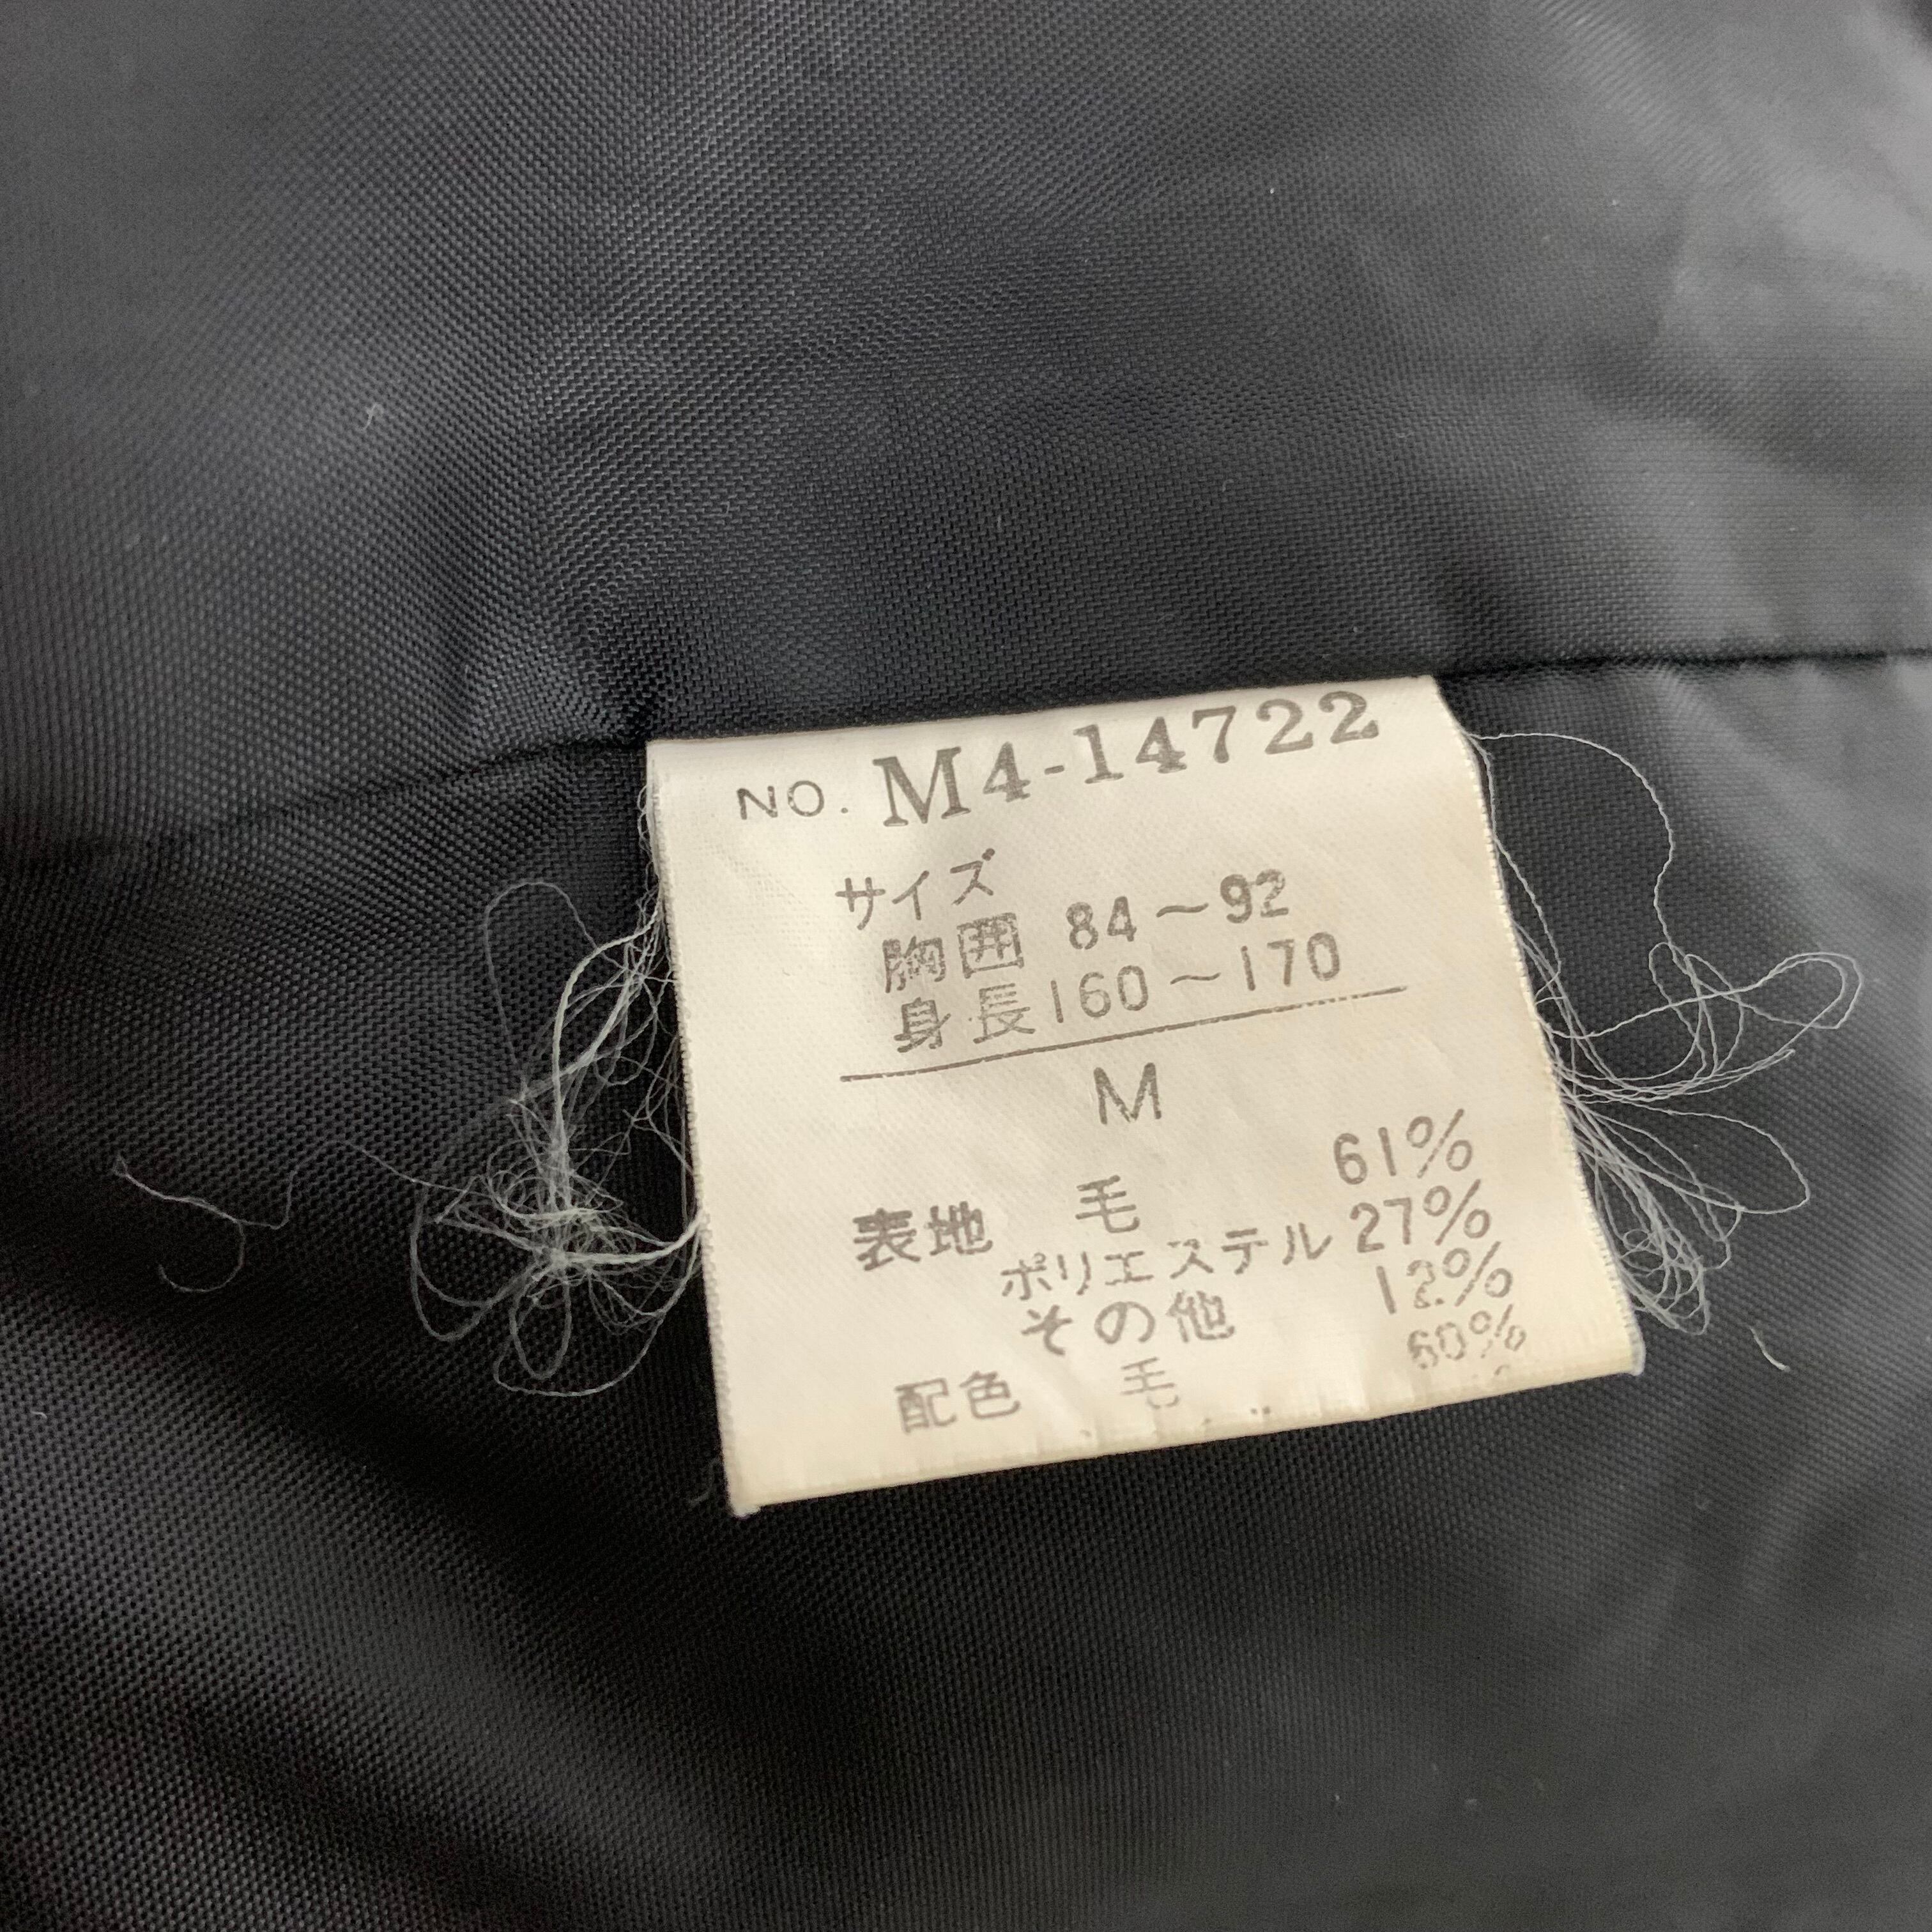 NO. M4-14722
サイズ
胸囲 84～92
身長 160～170
M
表地 毛 61%
ポリエステル 27%
その他 12%
配色 毛 60%